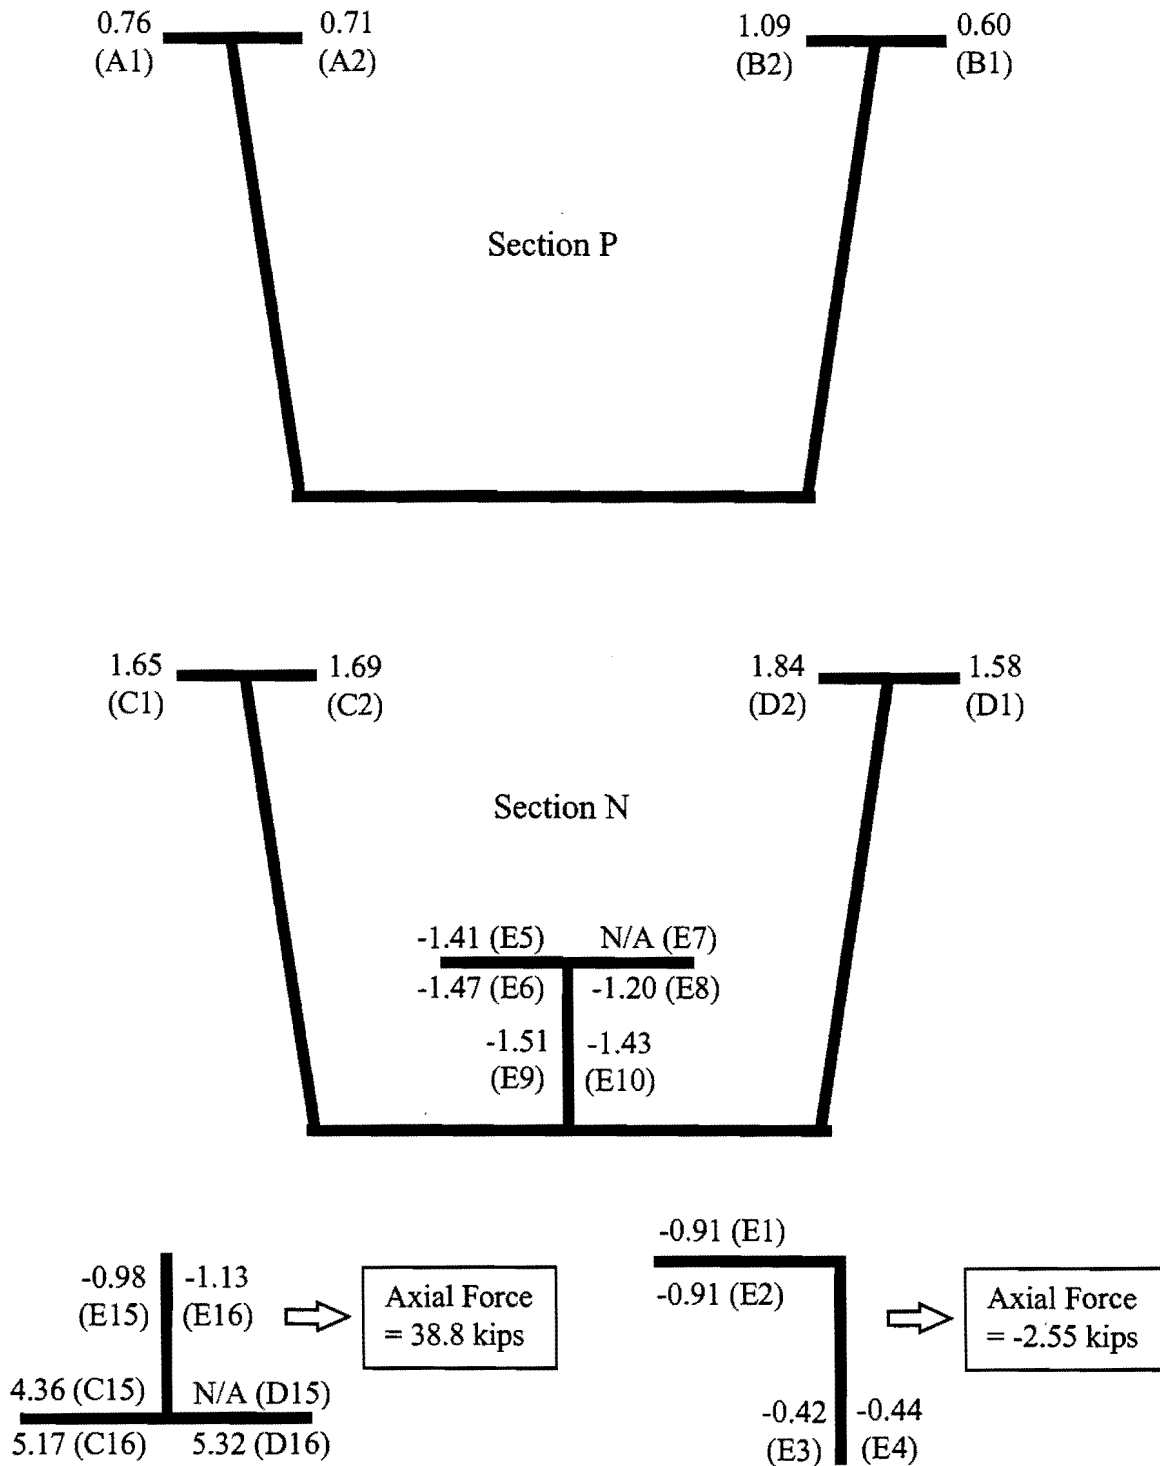 0.76 0.71 1.09 0.60
(A1) (A2) (B2) (B1)
Section P
1.65 1.69 1.84 1.58
(C1) (C2) (D2) (D1)
Section N
-1.41 (E5) N/A (E7)
-1.47 (E6) -1.20 (E8)
-1.51 -1.43
(E9) (E10)
-0.98 -1.13
(E15) (E16)
Axial Force
= 38.8 kips
4.36 (C15) N/A (D15)
5.17 (C16) 5.32 (D16)
-0.91 (E1)
-0.91 (E2)
Axial Force
= -2.55 kips
-0.42 -0.44
(E3) (E4)